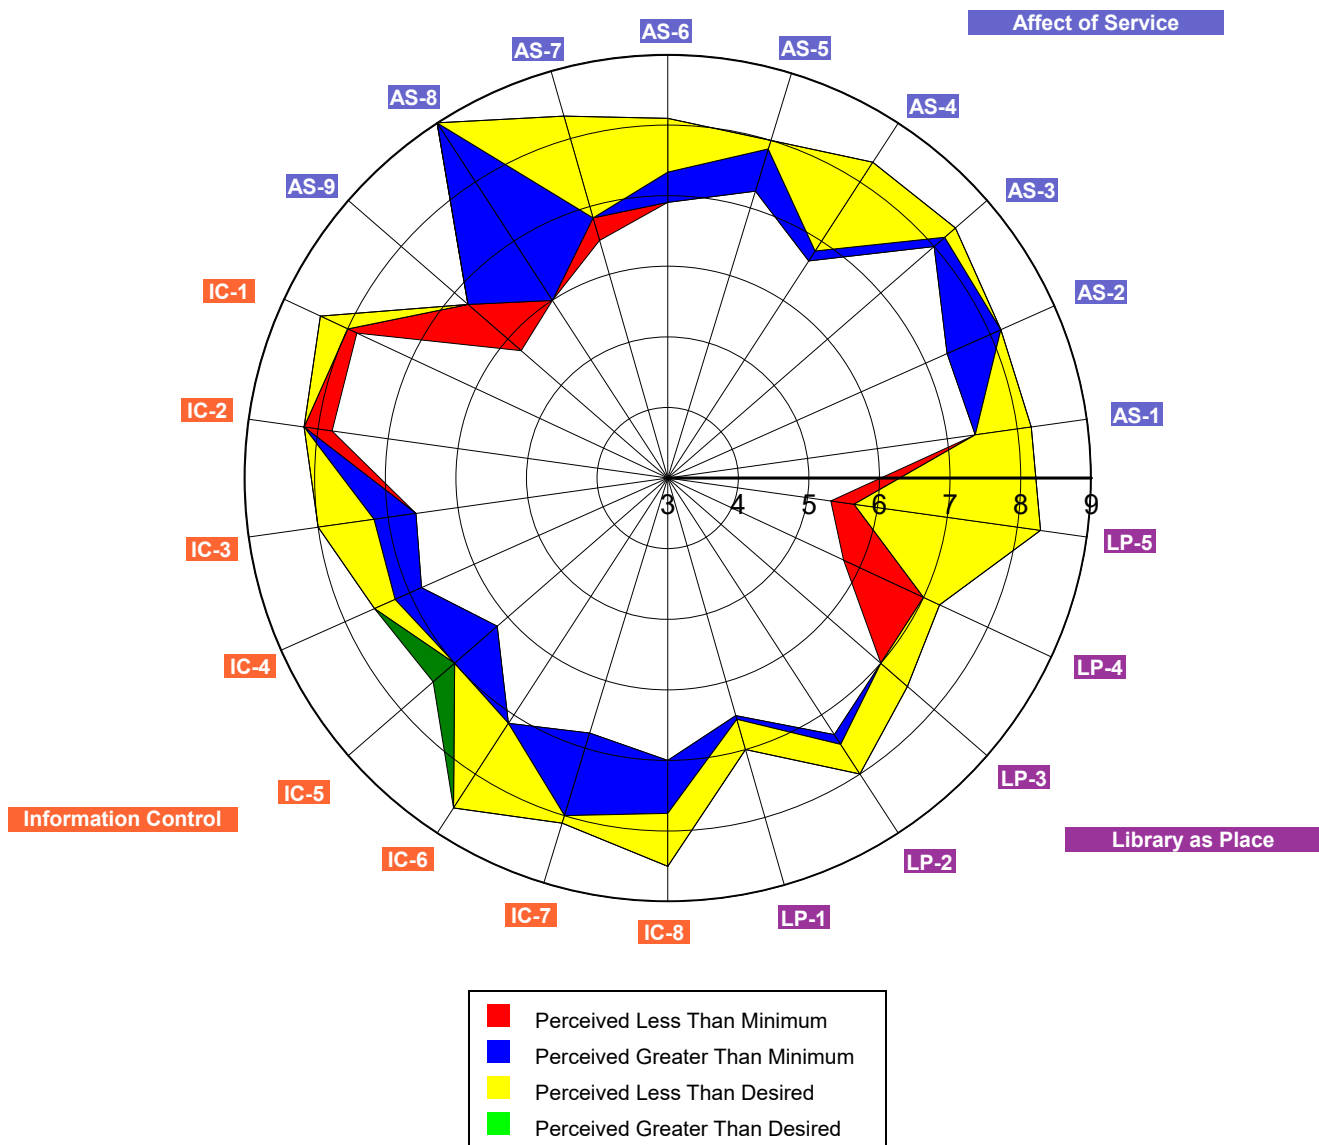 Affect of Service
AS-6
AS-7
AS-5
AS-8
AS-4
AS-9
AS-3
IC-1
AS-2
IC-2
AS-1
3 4 5 6 7 8 9
IC-3
LP-5
IC-4
LP-4
IC-5
LP-3
Information Control
Library as Place
IC-6
LP-2
IC-7
LP-1
IC-8
Perceived Less Than Minimum
Perceived Greater Than Minimum
Perceived Less Than Desired
Perceived Greater Than Desired